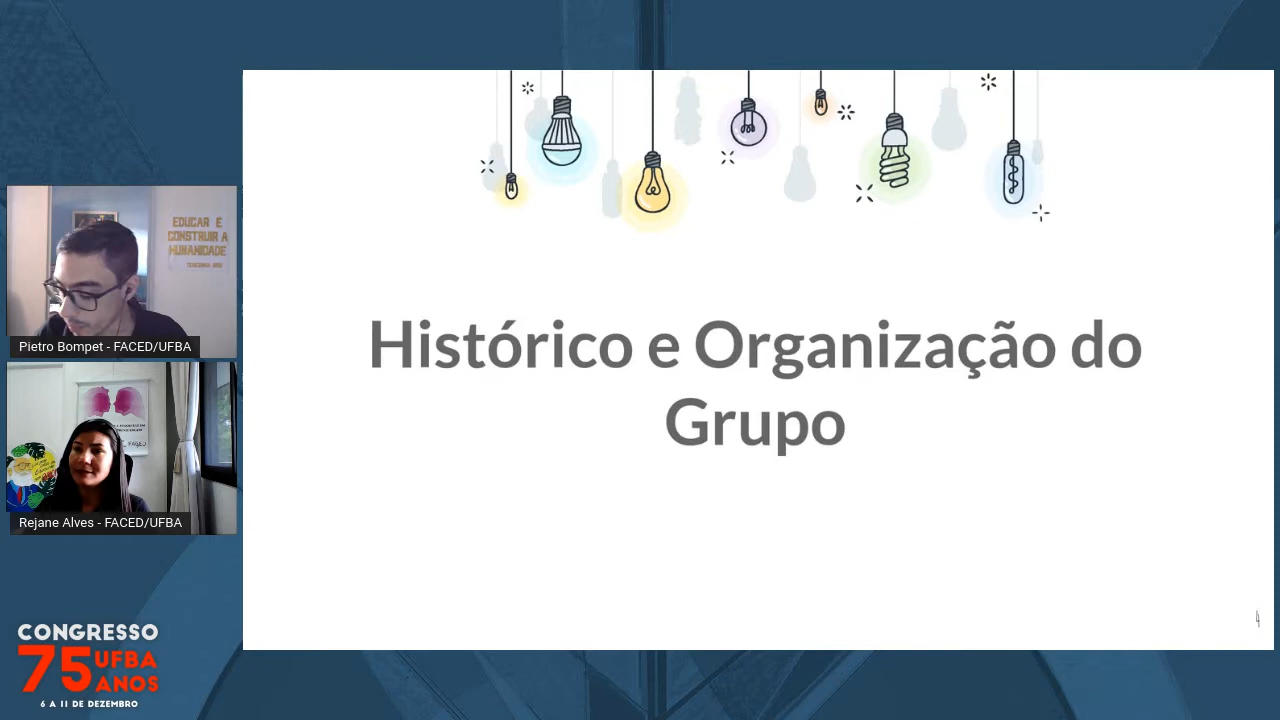 Histórico e Organização do
Grupo
4
EDUCAR É
CONSTRUIR A
HUMANIDADE
Pietro Bompet - FACED/UFBA
Rejane Alves - FACED/UFBA
CONGRESSO
75 UFBA
ANOS
6 A 11 DE DEZEMBRO